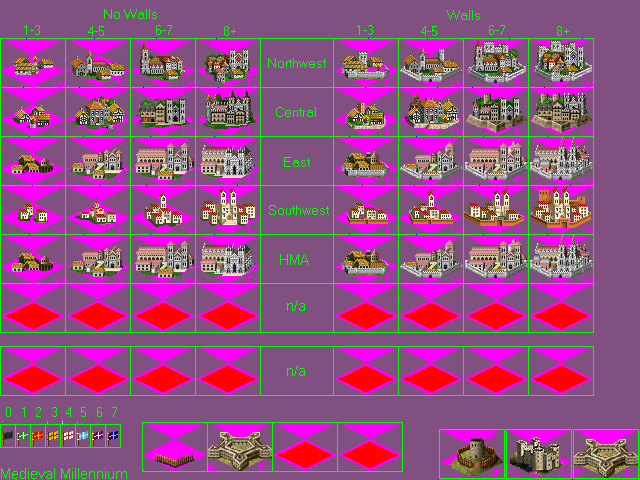 No Walls Walls
1-3 4-5 6-7 8+ 1-3 4-5 6-7 8+
Northwest
Central
East
Southwest
HMA
n/a
n/a
0 1 2 3 4 5 6 7
Medieval Millennium